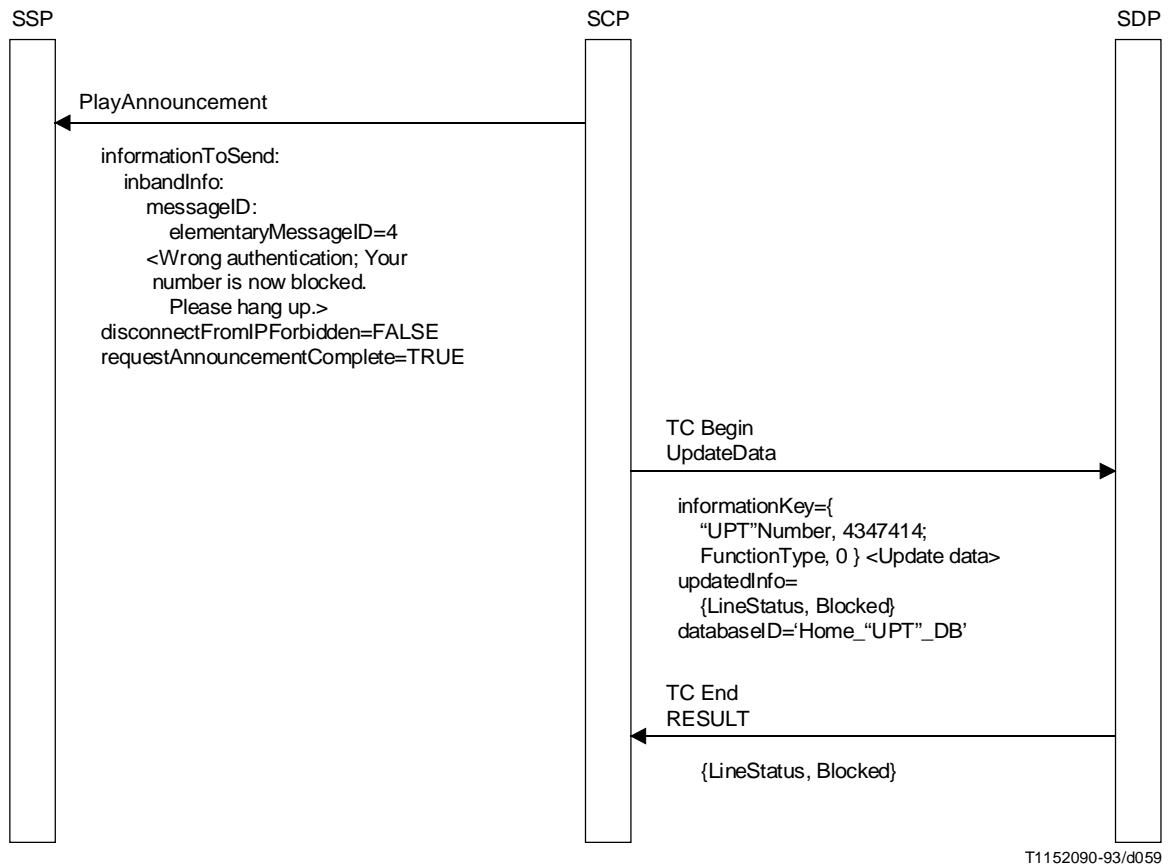 SSP
SCP
SDP
PlayAnnouncement
informationToSend:
inbandInfo:
messageID:
elementaryMessageID=4
<Wrong authentication; Your
number is now blocked.
Please hang up.>
disconnectFromIPForbidden=FALSE
requestAnnouncementComplete=TRUE
TC Begin
UpdateData
informationKey={
“UPT”Number, 4347414;
FunctionType, 0 } <Update data>
updatedInfo=
{LineStatus, Blocked}
databaseID=‘Home_“UPT”_DB’
TC End
RESULT
{LineStatus, Blocked}
T1152090-93/d059